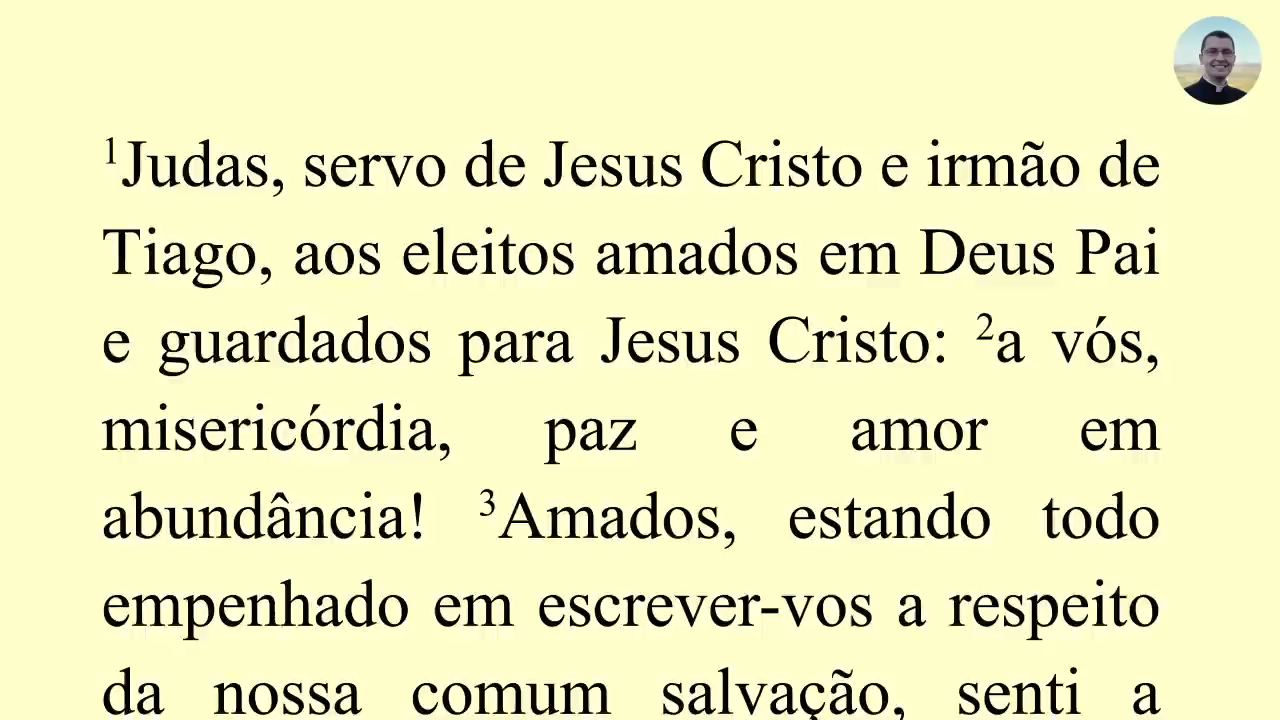 ¹Judas, servo de Jesus Cristo e irmão de
Tiago, aos eleitos amados em Deus Pai
e guardados para Jesus Cristo: ²a vós,
misericórdia, paz e amor em
abundância! ³Amados, estando todo
empenhado em escrever-vos a respeito
da nossa comum salvação, senti a